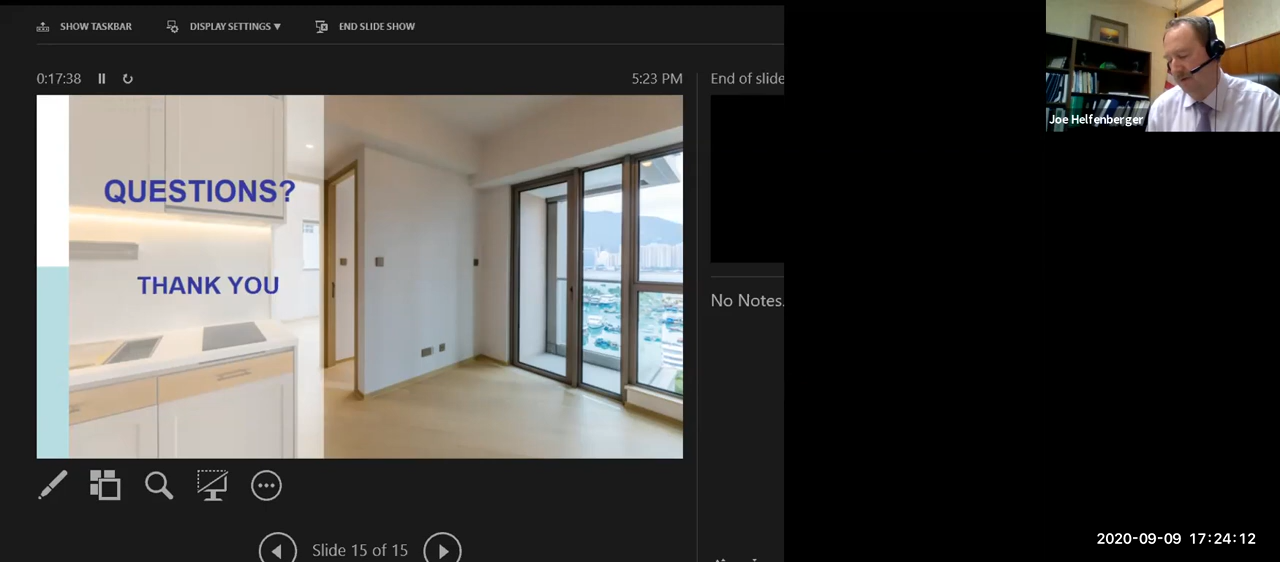 SHOW TASKBAR
DISPLAY SETTINGS ▼
END SLIDE SHOW
0:17:38
5:23 PM
End of slide
QUESTIONS?
THANK YOU
No Notes.
Slide 15 of 15
Joe Helfenberger
2020-09-09 17:24:12